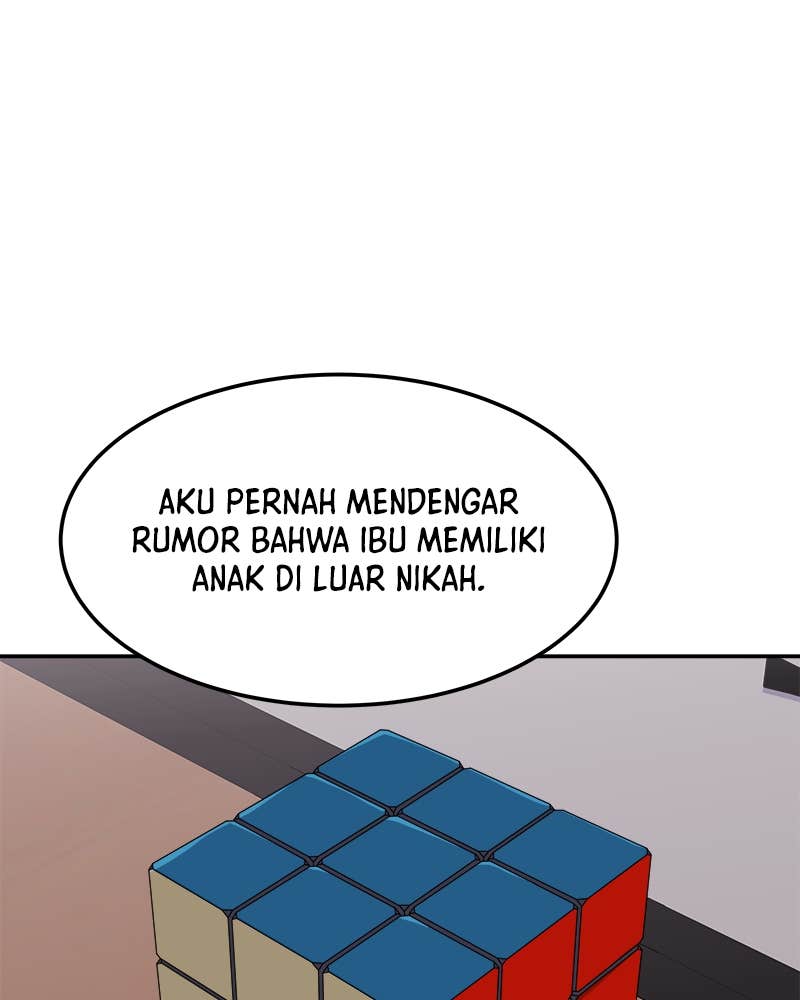 AKU PERNAH MENDENGAR
RUMOR BAHWA IBU MEMILIKI
ANAK DI LUAR NIKAH.